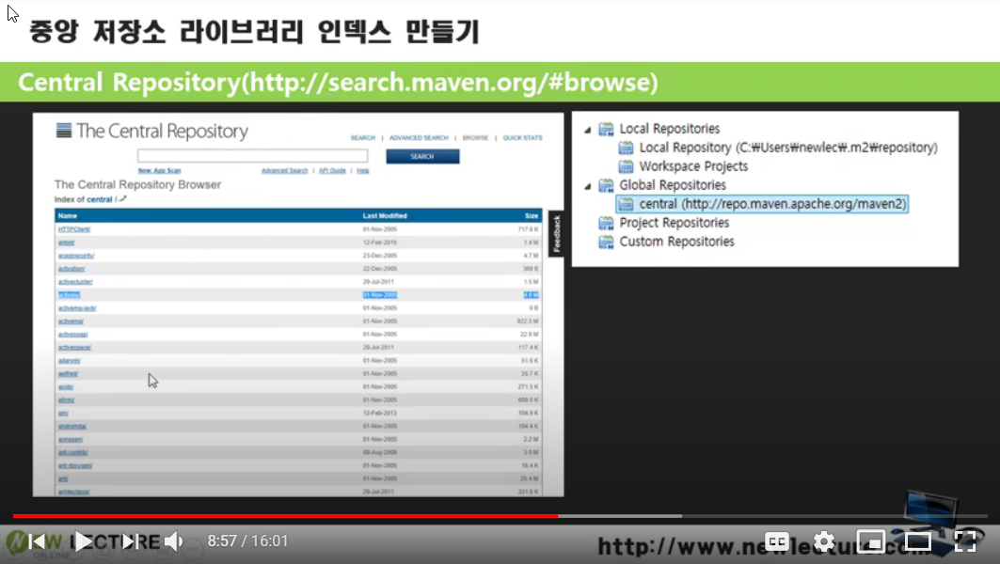 중앙 저장소 라이브러리 인덱스 만들기
Central Repository(http://search.maven.org/#browse)
The Central Repository
SEARCH | ADVANCED SEARCH | BROWSE | QUICK STATS
SEARCH
New: App Scan
Advanced Search | API Guide | Help
The Central Repository Browser
Index of central /
Name Last Modified Size
HTTPClient/ 01-Nov-2005 717.8 K
abbot/ 12-Feb-2010 1.4 M
acegisecurity/ 23-Dec-2005 4.7 M
activation/ 22-Dec-2005 369 B
activecluster/ 29-Jul-2011 1.5 M
activeio/ 01-Nov-2005 4.6 M
activemq-jaxb/ 01-Nov-2005 0 B
activemq/ 01-Nov-2005 922.5 M
activesoap/ 01-Nov-2005 22.9 M
activespace/ 29-Jul-2011 117.4 K
adarwin/ 01-Nov-2005 51.6 K
aelfred/ 01-Nov-2005 26.7 K
aislib/ 01-Nov-2005 271.5 K
altrmi/ 01-Nov-2005 609.5 K
am/ 12-Feb-2013 104.9 K
andromda/ 01-Nov-2005 104.4 K
annogen/ 01-Nov-2005 2.2 M
ant-contrib/ 09-Aug-2006 3.0 M
ant-doxygen/ 01-Nov-2005 16.4 K
ant/ 01-Nov-2005 25.4 M
ant4eclipse/ 29-Jul-2011 331.6 K
Feedback
Local Repositories
Local Repository (C:₩Users₩newlec₩.m2₩repository)
Workspace Projects
Global Repositories
central (http://repo.maven.apache.org/maven2)
Project Repositories
Custom Repositories
NEW LECTURE
ON-LINE
8:57 / 16:01
http://www.newlecture.com